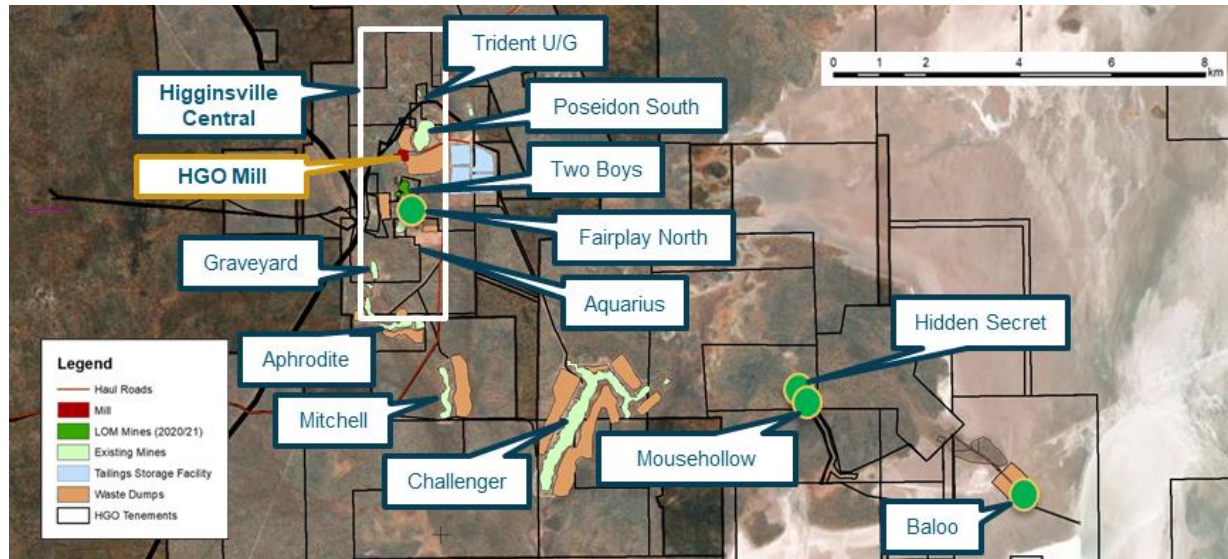 Trident U/G
Higginsville
Central
Poseidon South
HGO Mill
Two Boys
Fairplay North
Graveyard
Aquarius
Hidden Secret
Aphrodite
Mitchell
Challenger
Mousehollow
Baloo
0 1 2 4 6 8
km
Legend
Haul Roads
Mill
LOM Mines (2020/21)
Existing Mines
Tailings Storage Facility
Waste Dumps
HGO Tenements